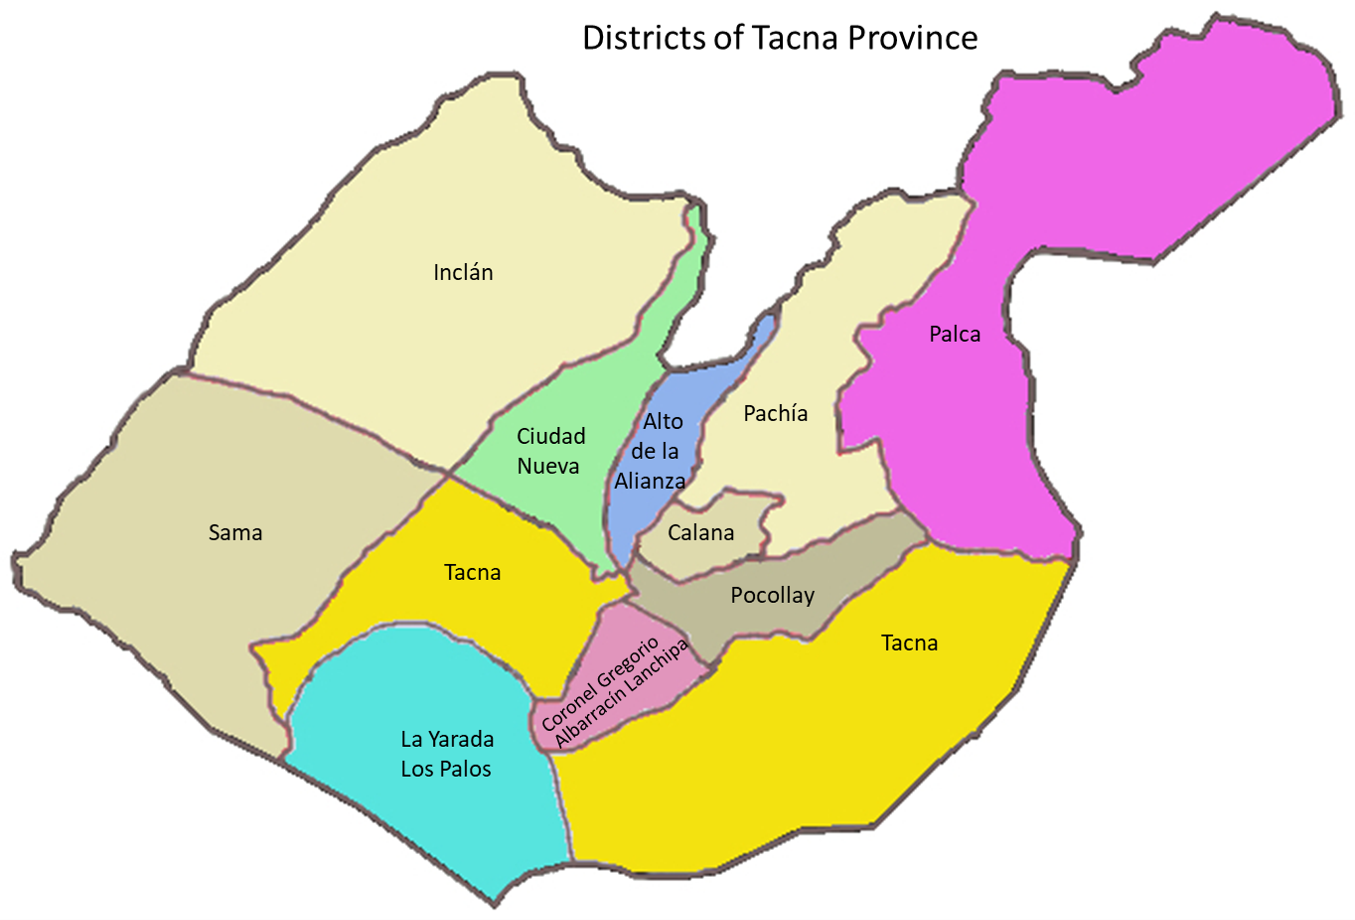 Districts of Tacna Province
Inclán
Palca
Pachía
Alto
de la
Alianza
Ciudad
Nueva
Sama
Calana
Tacna
Pocollay
Tacna
Coronel Gregorio
Albarracín Lanchipa
La Yarada
Los Palos